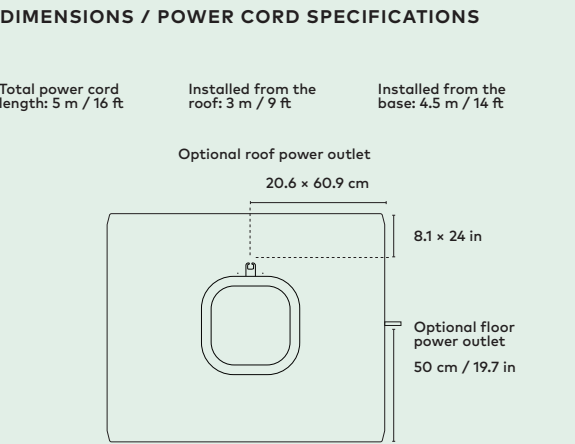 DIMENSIONS / POWER CORD SPECIFICATIONS
Total power cord
length: 5 m / 16 ft
Installed from the
roof: 3 m / 9 ft
Installed from the
base: 4.5 m / 14 ft
Optional roof power outlet
20.6 × 60.9 cm
8.1 × 24 in
Optional floor
power outlet
50 cm / 19.7 in